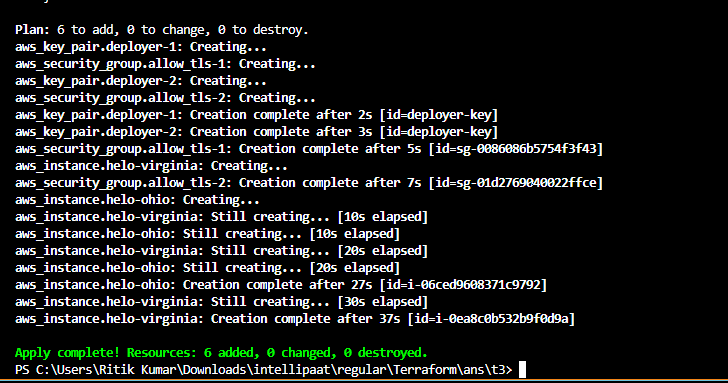 Plan: 6 to add, 0 to change, 0 to destroy.
aws_key_pair.deployer-1: Creating...
aws_security_group.allow_tls-1: Creating...
aws_key_pair.deployer-2: Creating...
aws_security_group.allow_tls-2: Creating...
aws_key_pair.deployer-1: Creation complete after 2s [id=deployer-key]
aws_key_pair.deployer-2: Creation complete after 3s [id=deployer-key]
aws_security_group.allow_tls-1: Creation complete after 5s [id=sg-0086086b5754f3f43]
aws_instance.helo-virginia: Creating...
aws_security_group.allow_tls-2: Creation complete after 7s [id=sg-01d2769040022ffce]
aws_instance.helo-ohio: Creating...
aws_instance.helo-virginia: Still creating... [10s elapsed]
aws_instance.helo-ohio: Still creating... [10s elapsed]
aws_instance.helo-virginia: Still creating... [20s elapsed]
aws_instance.helo-ohio: Still creating... [20s elapsed]
aws_instance.helo-ohio: Creation complete after 27s [id=i-06ced9608371c9792]
aws_instance.helo-virginia: Still creating... [30s elapsed]
aws_instance.helo-virginia: Creation complete after 37s [id=i-0ea8c0b532b9f0d9a]
Apply complete! Resources: 6 added, 0 changed, 0 destroyed.
PS C:\Users\Ritik Kumar\Downloads\intellipaat\regular\Terraform\ans\t3>